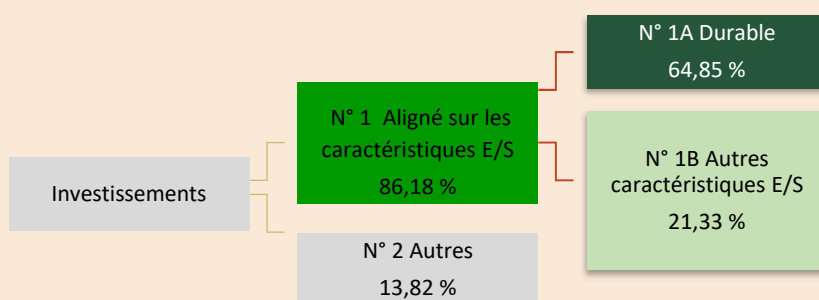 Investissements
N° 1 Aligné sur les
caractéristiques E/S
86,18 %
N° 2 Autres
13,82 %
N° 1A Durable
64,85 %
N° 1B Autres
caractéristiques E/S
21,33 %